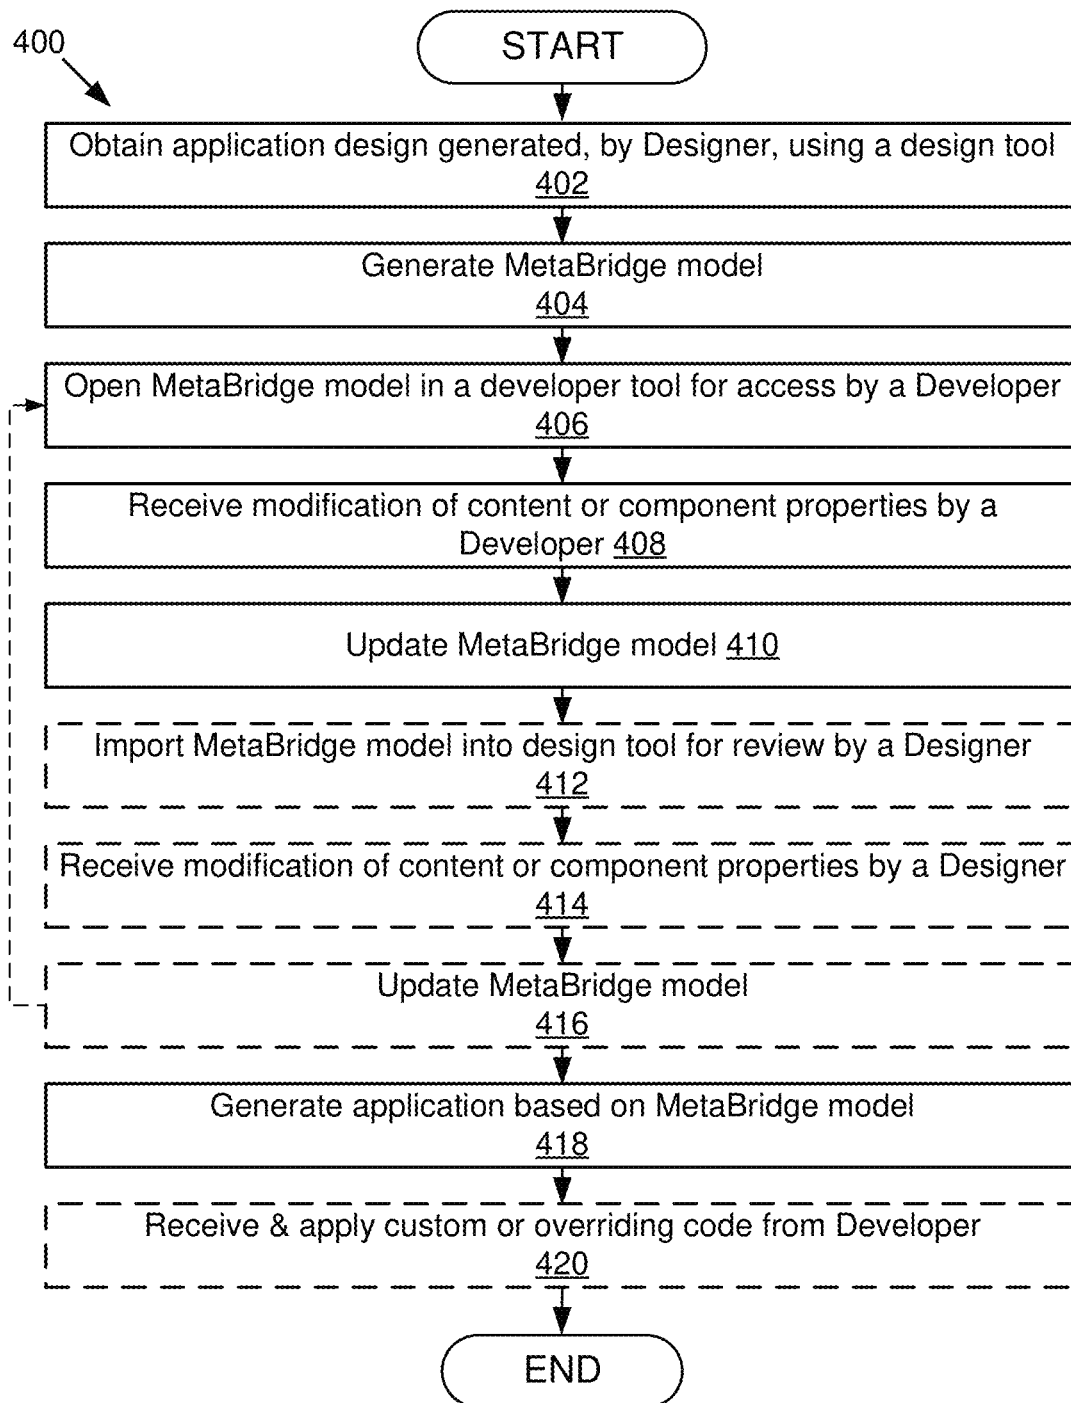 400
START
Obtain application design generated, by Designer, using a design tool
402
Generate MetaBridge model
404
Open MetaBridge model in a developer tool for access by a Developer
406
Receive modification of content or component properties by a
Developer 408
Update MetaBridge model 410
Import MetaBridge model into design tool for review by a Designer
412
Receive modification of content or component properties by a Designer
414
Update MetaBridge model
416
Generate application based on MetaBridge model
418
Receive & apply custom or overriding code from Developer
420
END